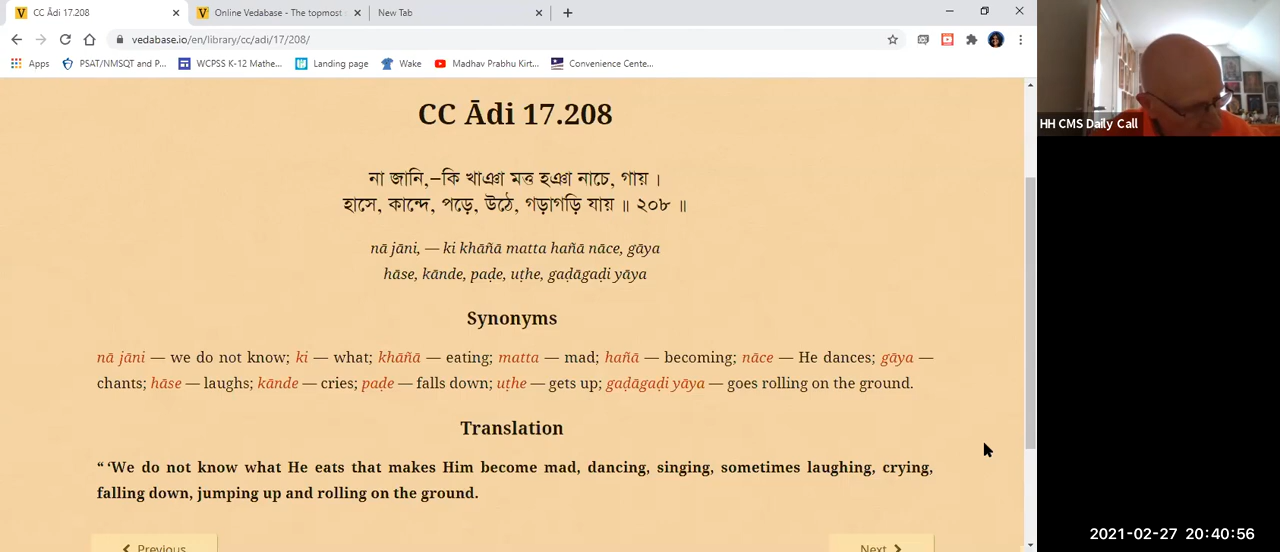 CC Ādi 17.208
Online Vedabase - The topmost
New Tab
vedabase.io/en/library/cc/adi/17/208/
Apps
PSAT/NMSQT and P...
WCPSS K-12 Mathe...
Landing page
Wake
Madhav Prabhu Kirt...
Convenience Cente...
HH CMS Daily Call
CC Ādi 17.208
না জানি,–কি খাঞা মত্ত হঞা নাচে, গায় ।
হাসে, কান্দে, পড়ে, উঠে, গড়াগড়ি যায় ॥ ২০৮ ॥
nā jāni, — ki khāñā matta hañā nāce, gāya
hāse, kānde, paḍe, uṭhe, gaḍāgaḍi yāya
Synonyms
nā jāni — we do not know; ki — what; khāñā — eating; matta — mad; hañā — becoming; nāce — He dances; gāya —
chants; hāse — laughs; kānde — cries; paḍe — falls down; uṭhe — gets up; gaḍāgaḍi yāya — goes rolling on the ground.
Translation
“ ‘We do not know what He eats that makes Him become mad, dancing, singing, sometimes laughing, crying,
falling down, jumping up and rolling on the ground.
Previous
Next
2021-02-27 20:40:56